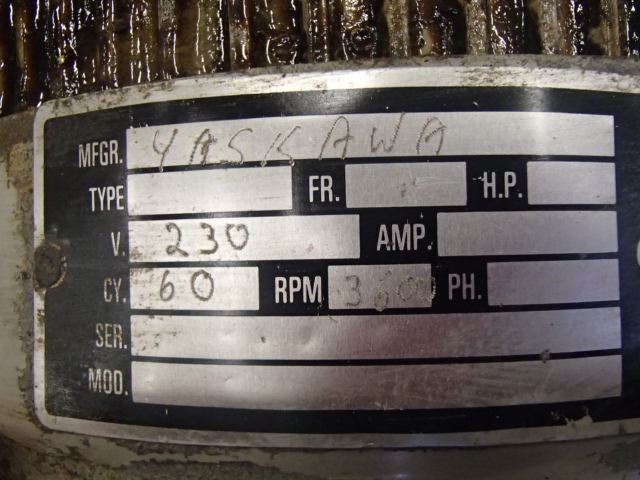 MFGR. YASKAWA
TYPE FR. H.P.
V. 230 AMP.
CY. 60 RPM 3600 PH.
SER.
MOD.